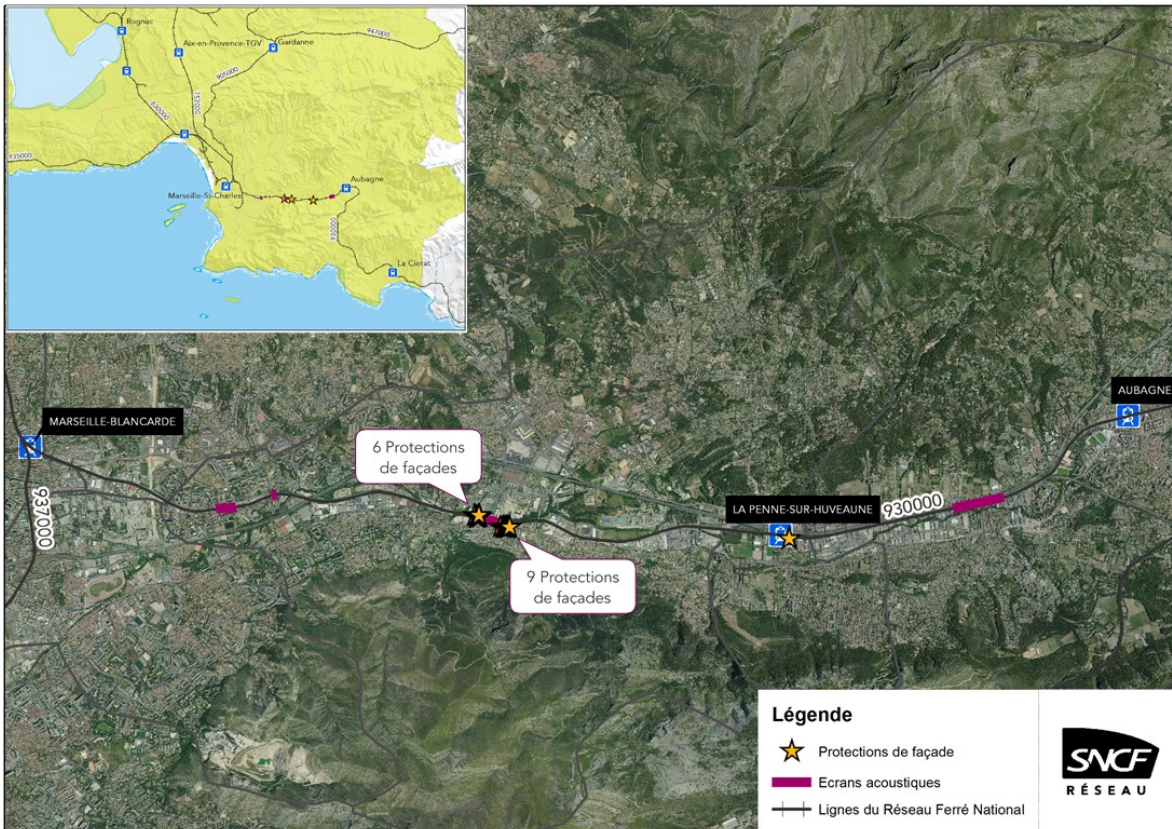 Rognac
Aix-en-Provence-TGV
Gardanne
947000
905000
752000
830000
935000
Marseille-St-Charles
Aubagne
930000
La Ciotat
MARSEILLE-BLANCARDE
937000
6 Protections
de façades
9 Protections
de façades
LA PENNE-SUR-HUVEAUNE
930000
AUBAGNE
Légende
Protections de façade
Ecrans acoustiques
Lignes du Réseau Ferré National
SNCF
RÉSEAU